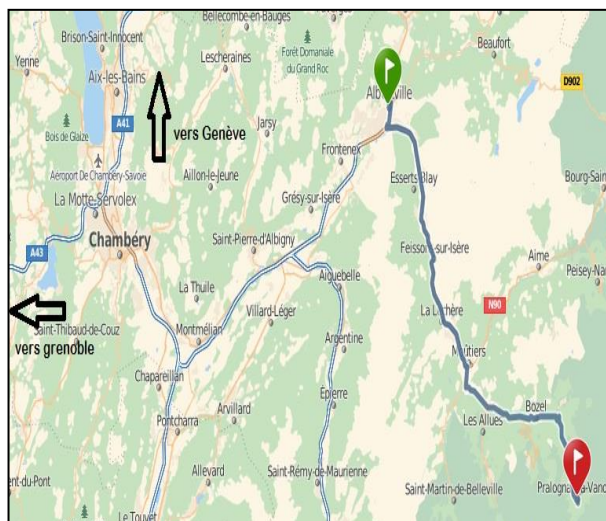 Bellecombe-en-Bauges
Brison-Saint-Innocent
Beaufort
Yenne
Lescheraines
Forêt Domaniale
du Grand Roc
Aix-les-Bains
D902
A41
vers Genève
Bois de Glaize
Jarsy
Frontenex
Aéroport De Chambéry-Savoie
Aillon-le-Jeune
Esserts-Blay
La Motte-Servolex
Grésy-sur-Isère
Chambéry
Saint-Pierre-d'Albigny
A43
Feissons-sur-Isère
Aime
Aiguebelle
La Thuile
N90
Villard-Léger
Saint-Thibaud-de-Couz
Montmélian
vers grenoble
Argentine
Moûtiers
Chapareillan
Épierre
Arvillard
Bozel
Pontcharra
Les Allues
Allevard
Saint-Rémy-de-Maurienne
Saint-Martin-de-Belleville
Le Touvet